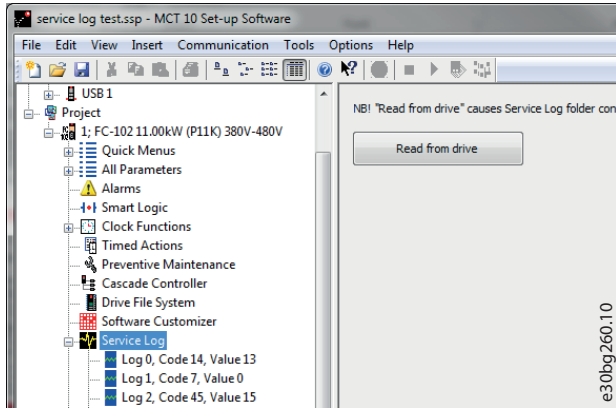 service log test.ssp - MCT 10 Set-up Software
File Edit View Insert Communication Tools Options Help
USB 1
Project
1; FC-102 11.00kW (P11K) 380V-480V
Quick Menus
All Parameters
Alarms
Smart Logic
Clock Functions
Timed Actions
Preventive Maintenance
Cascade Controller
Drive File System
Software Customizer
Service Log
Log 0, Code 14, Value 13
Log 1, Code 7, Value 0
Log 2, Code 45, Value 15
NB! "Read from drive" causes Service Log folder con
Read from drive
e30bg260.10